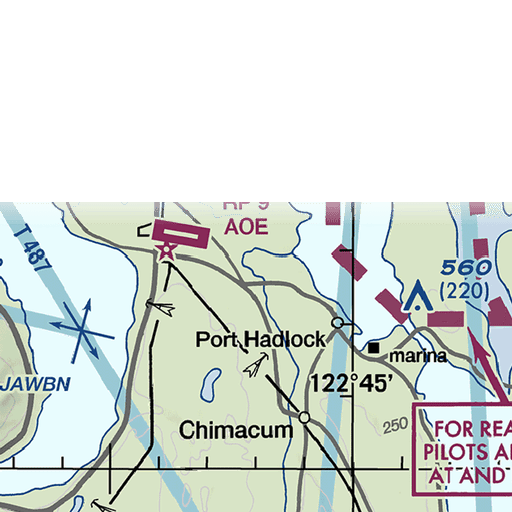 RP 9
AOE
T 487
560
(220)
Port Hadlock
marina
JAWBN
122°45'
250
Chimacum
FOR REA
PILOTS A
AT AND